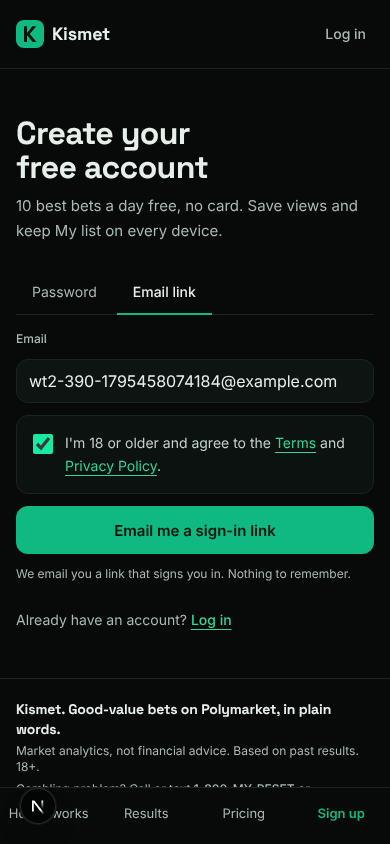 K Kismet
Log in
Create your
free account
10 best bets a day free, no card. Save views and
keep My list on every device.
Password
Email link
Email
wt2-390-1795458074184@example.com
I'm 18 or older and agree to the Terms and
Privacy Policy.
Email me a sign-in link
We email you a link that signs you in. Nothing to remember.
Already have an account? Log in
Kismet. Good-value bets on Polymarket, in plain
words.
Market analytics, not financial advice. Based on past results.
18+.
N
Results
Pricing
Sign up